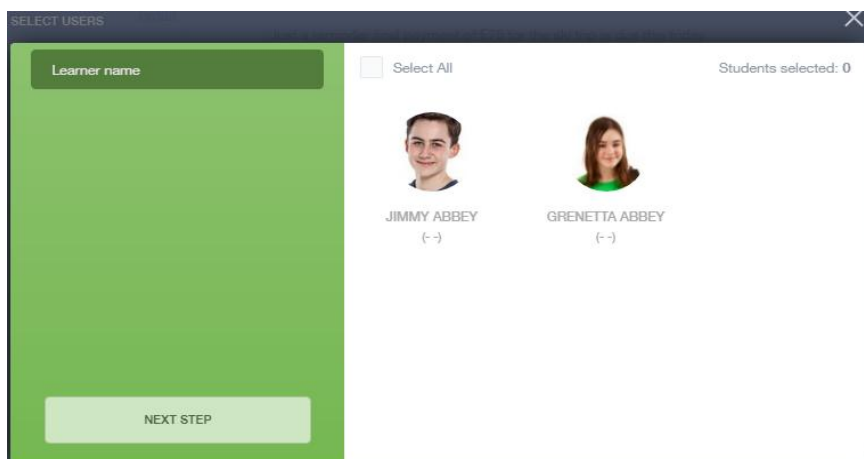 SELECT USERS
Learner name
Select All
Students selected: 0
JIMMY ABBEY
(- -)
GRENETTA ABBEY
(- -)
NEXT STEP